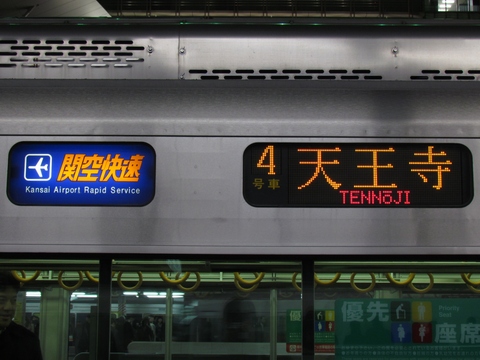 関空快速
Kansai Airport Rapid Service
4
号車
天王寺
TENNōJI
優先
座席